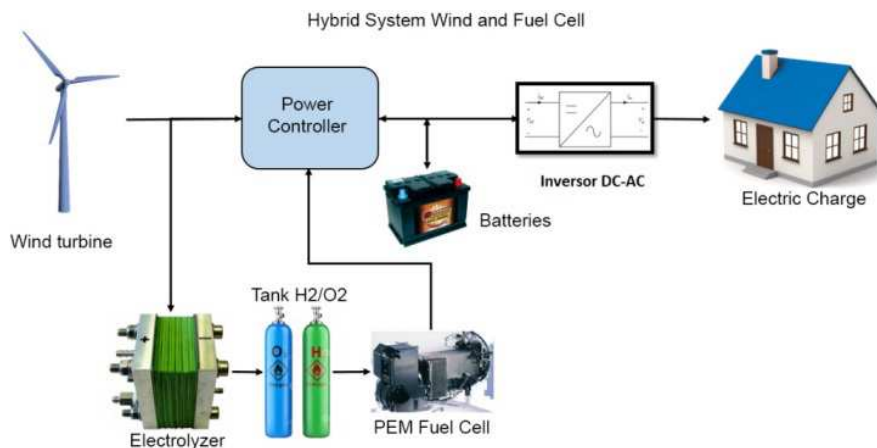 Hybrid System Wind and Fuel Cell
Power
Controller
Inversor DC-AC
Batteries
Electric Charge
Wind turbine
Tank H2/O2
O
H
+
−
Electrolyzer
PEM Fuel Cell